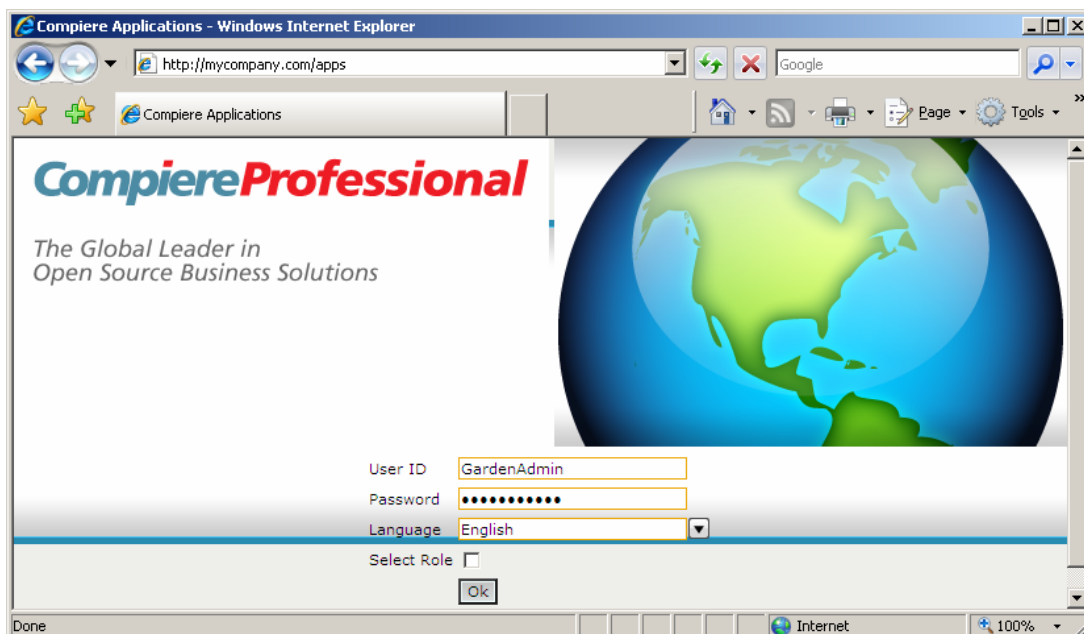 Compiere Applications - Windows Internet Explorer
http://mycompany.com/apps
Google
Compiere Applications
Page
Tools
»
CompiereProfessional
The Global Leader in
Open Source Business Solutions
User ID GardenAdmin
Password •••••••••••
Language English
Select Role
Ok
Done
Internet
100%